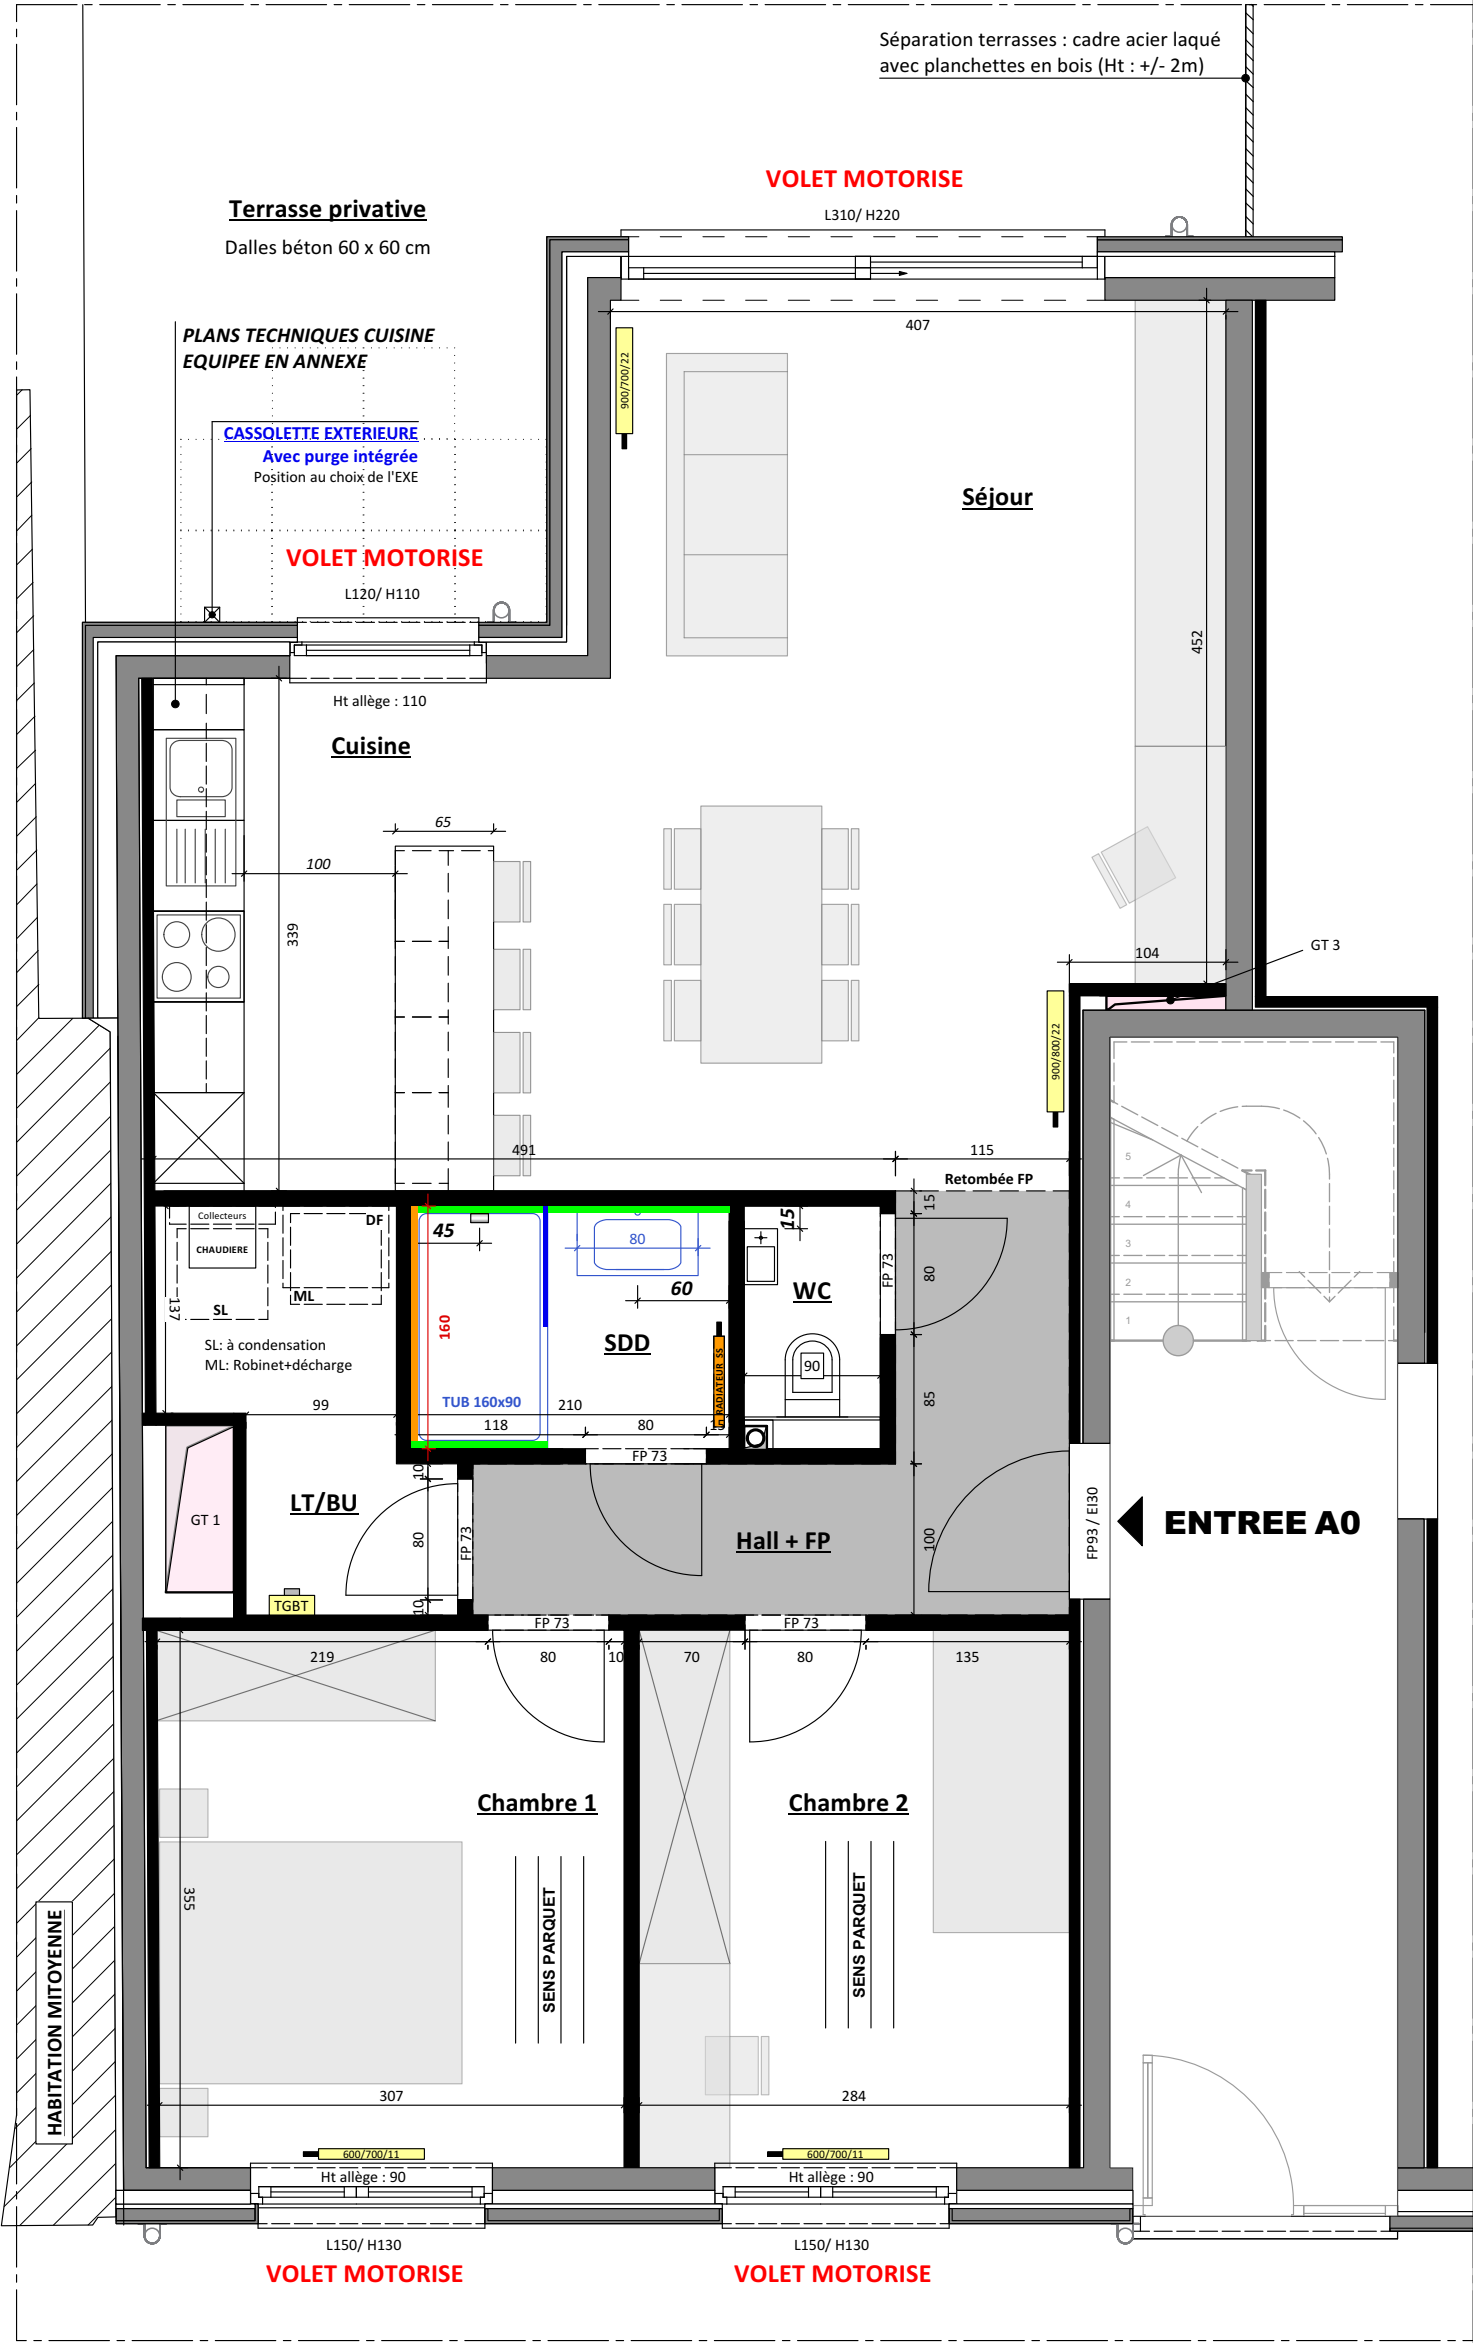 Séparation terrasses : cadre acier laqué
avec planchettes en bois (Ht : +/- 2m)
VOLET MOTORISE
L310/ H220
Terrasse privative
Dalles béton 60 x 60 cm
407
PLANS TECHNIQUES CUISINE
EQUIPEE EN ANNEXE
900/700/22
CASSOLETTE EXTERIEURE
Avec purge intégrée
Position au choix de l'EXE
Séjour
VOLET MOTORISE
L120/ H110
452
Ht allège : 110
Cuisine
65
100
339
104
GT 3
900/800/22
491
115
Retombée FP
15
5
4
3
2
1
Collecteurs
CHAUDIERE
DF
ML
SL
137
SL: à condensation
ML: Robinet+décharge
99
45
80
60
160
SDD
RADIATEUR SS
TUB 160x90
210
118
80
15
FP 73
15
WC
90
FP 73
80
85
GT 1
LT/BU
10
80
10
FP 73
TGBT
Hall + FP
100
FP93 / EI30
ENTREE A0
FP 73
FP 73
219
80
10
70
80
135
Chambre 1
Chambre 2
355
SENS PARQUET
SENS PARQUET
HABITATION MITOYENNE
307
284
600/700/11
600/700/11
Ht allège : 90
Ht allège : 90
L150/ H130
L150/ H130
VOLET MOTORISE
VOLET MOTORISE